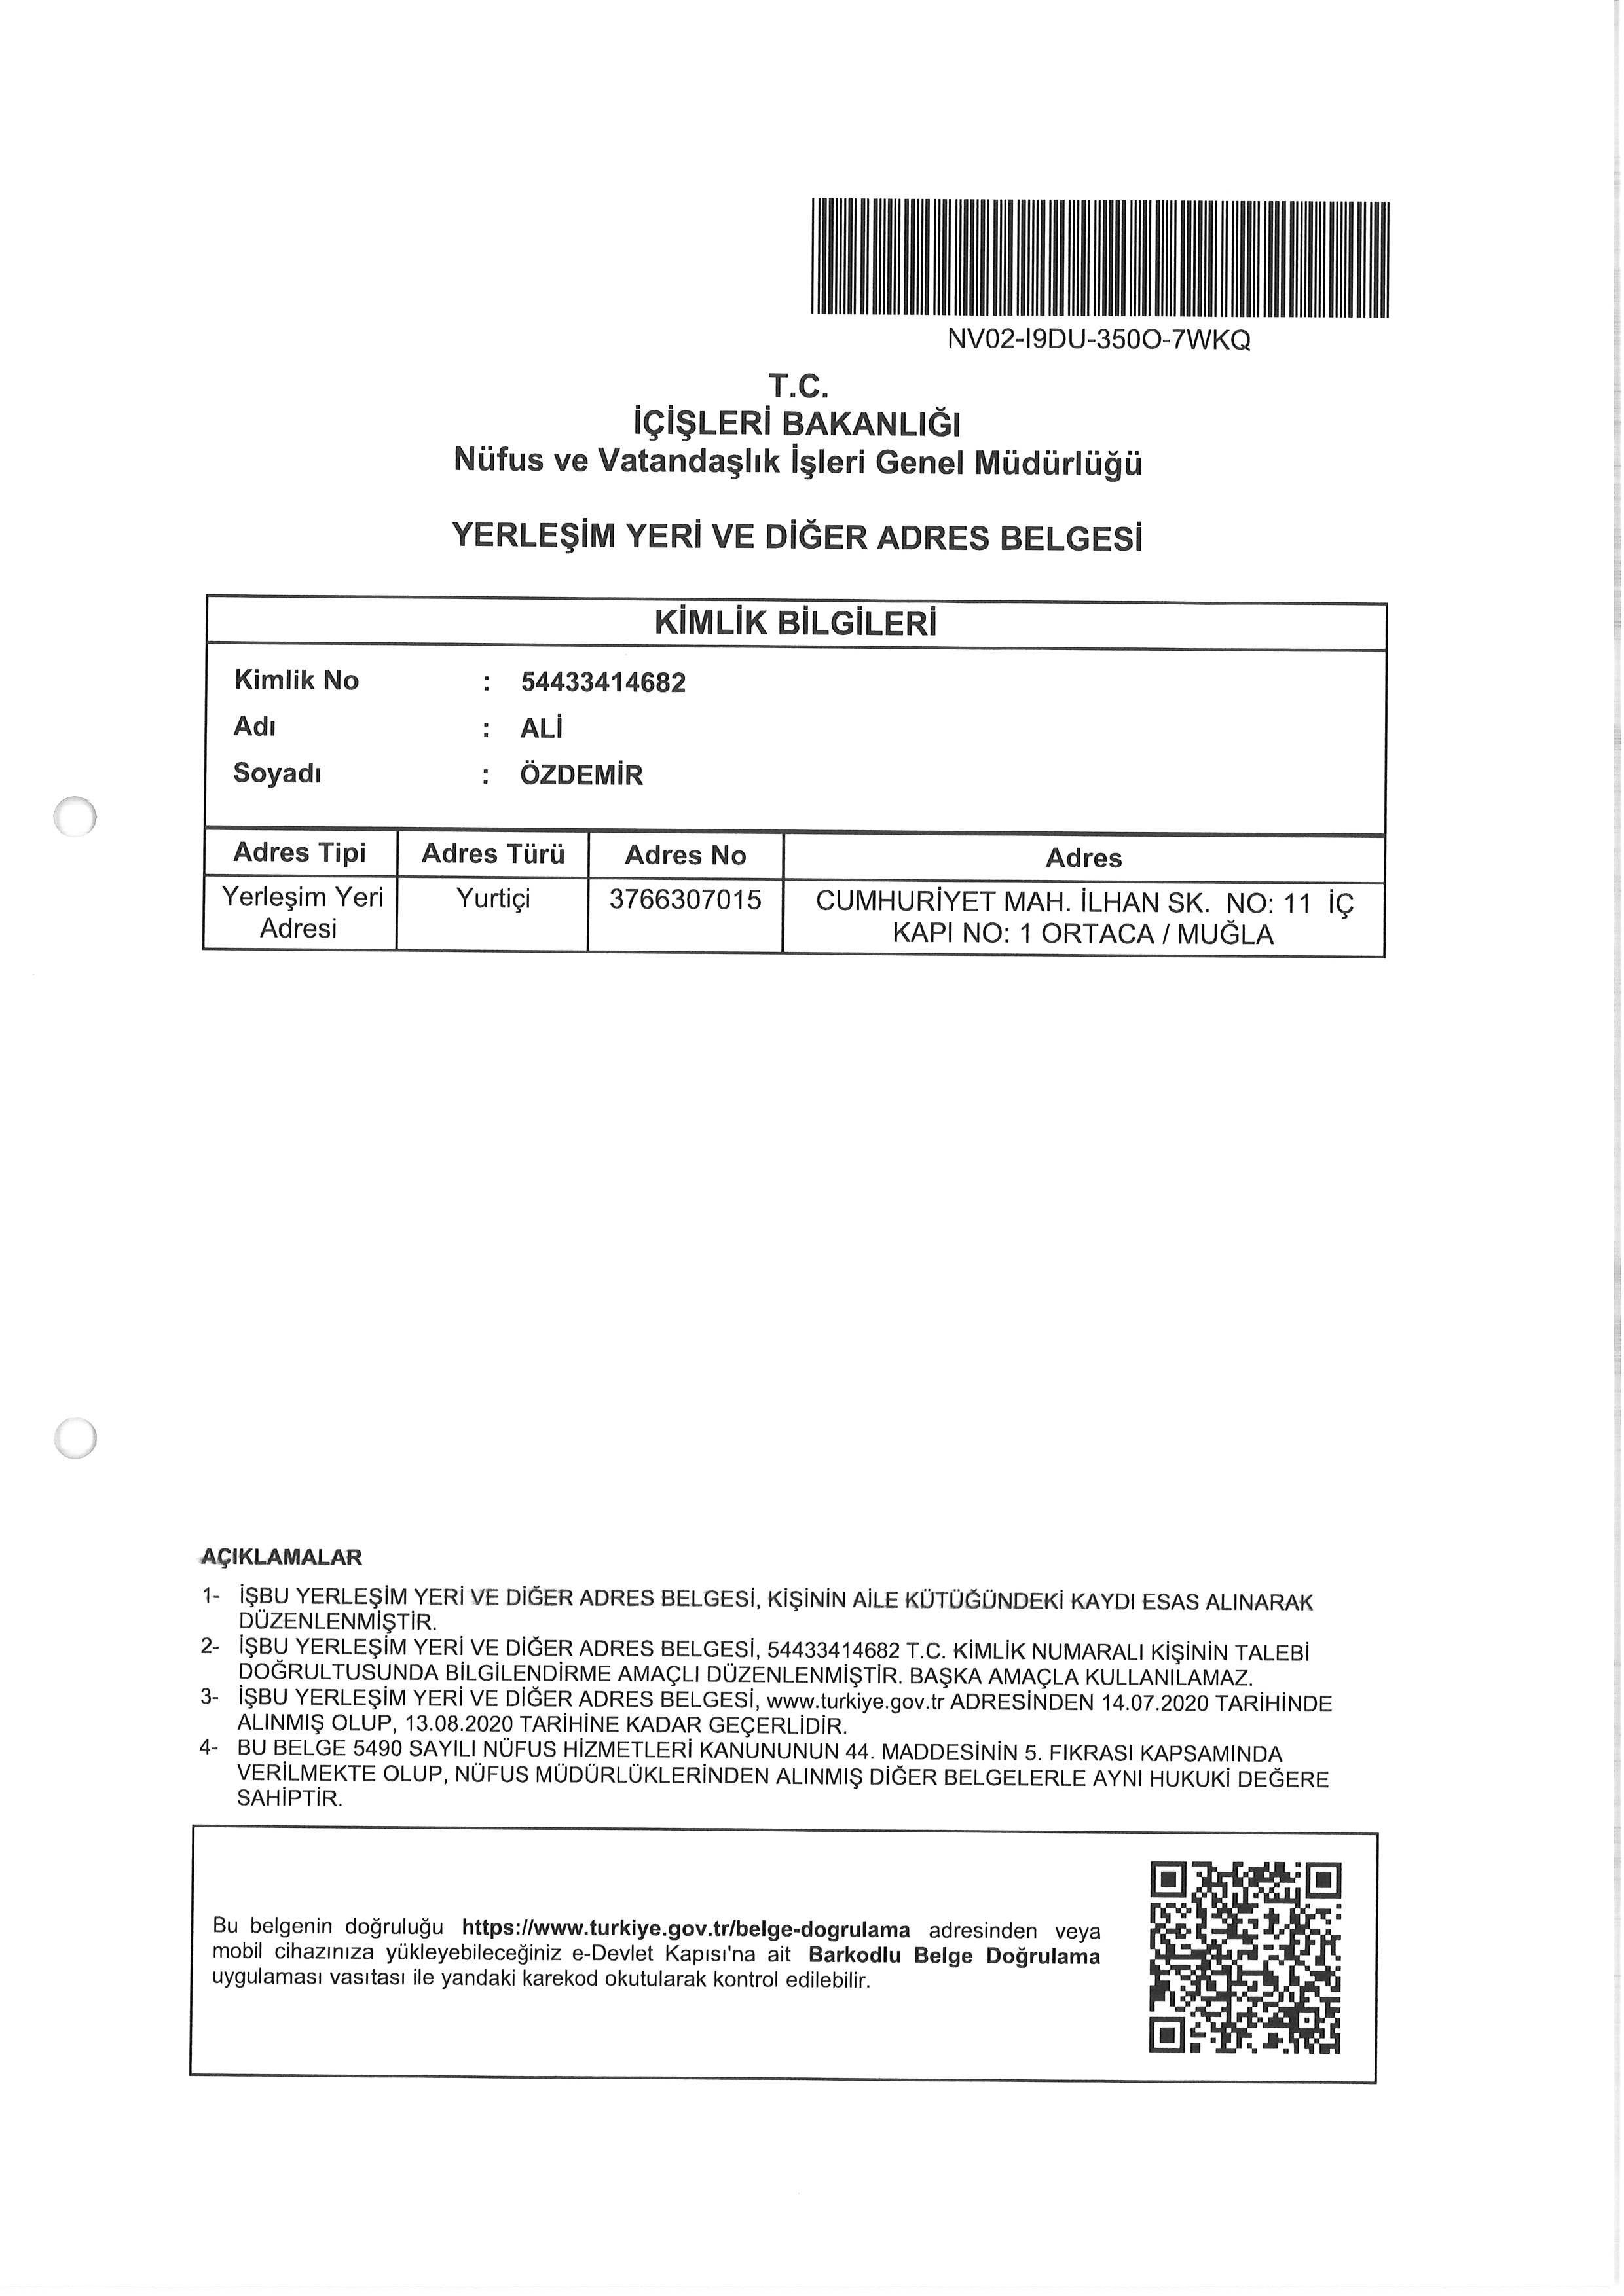 NV02-I9DU-350O-7WKQ
T.C.
İÇİŞLERİ BAKANLIĞI
Nüfus ve Vatandaşlık İşleri Genel Müdürlüğü
YERLEŞİM YERİ VE DİĞER ADRES BELGESİ
KİMLİK BİLGİLERİ
Kimlik No : 54433414682
Adı : ALİ
Soyadı : ÖZDEMİR
Adres Tipi Adres Türü Adres No Adres
Yerleşim Yeri Yurtiçi 3766307015 CUMHURİYET MAH. İLHAN SK. NO: 11 İÇ
Adresi KAPI NO: 1 ORTACA / MUĞLA
AÇIKLAMALAR
1- İŞBU YERLEŞİM YERİ VE DİĞER ADRES BELGESİ, KİŞİNİN AİLE KÜTÜĞÜNDEKİ KAYDI ESAS ALINARAK
DÜZENLENMİŞTİR.
2- İŞBU YERLEŞİM YERİ VE DİĞER ADRES BELGESİ, 54433414682 T.C. KİMLİK NUMARALI KİŞİNİN TALEBİ
DOĞRULTUSUNDA BİLGİLENDİRME AMAÇLI DÜZENLENMİŞTİR. BAŞKA AMAÇLA KULLANILAMAZ.
3- İŞBU YERLEŞİM YERİ VE DİĞER ADRES BELGESİ, www.turkiye.gov.tr ADRESİNDEN 14.07.2020 TARİHİNDE
ALINMIŞ OLUP, 13.08.2020 TARİHİNE KADAR GEÇERLİDİR.
4- BU BELGE 5490 SAYILI NÜFUS HİZMETLERİ KANUNUNUN 44. MADDESİNİN 5. FIKRASI KAPSAMINDA
VERİLMEKTE OLUP, NÜFUS MÜDÜRLÜKLERİNDEN ALINMIŞ DİĞER BELGELERLE AYNI HUKUKİ DEĞERE
SAHİPTİR.
Bu belgenin doğruluğu https://www.turkiye.gov.tr/belge-dogrulama adresinden veya
mobil cihazınıza yükleyebileceğiniz e-Devlet Kapısı'na ait Barkodlu Belge Doğrulama
uygulaması vasıtası ile yandaki karekod okutularak kontrol edilebilir.